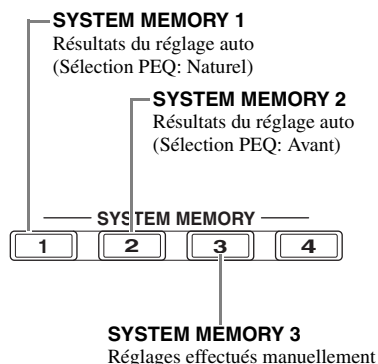 SYSTEM MEMORY 1
Résultats du réglage auto
(Sélection PEQ: Naturel)
SYSTEM MEMORY 2
Résultats du réglage auto
(Sélection PEQ: Avant)
SYSTEM MEMORY
1 2 3 4
SYSTEM MEMORY 3
Réglages effectués manuellement